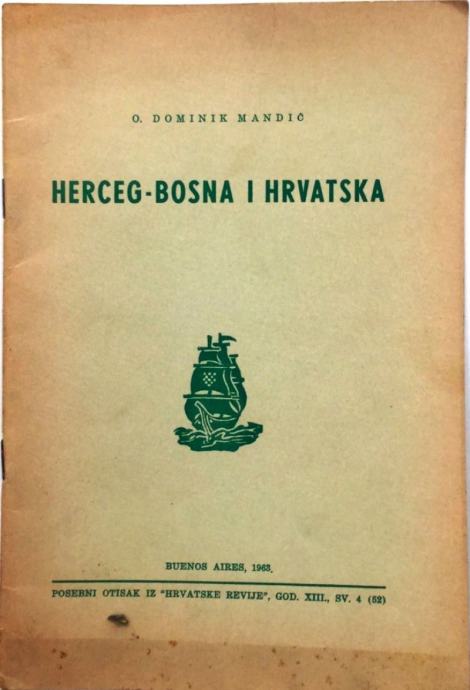 O. DOMINIK MANDIĆ
HERCEG-BOSNA I HRVATSKA
BUENOS AIRES, 1963.
POSEBNI OTISAK IZ "HRVATSKE REVIJE", GOD. XIII., SV. 4 (52)